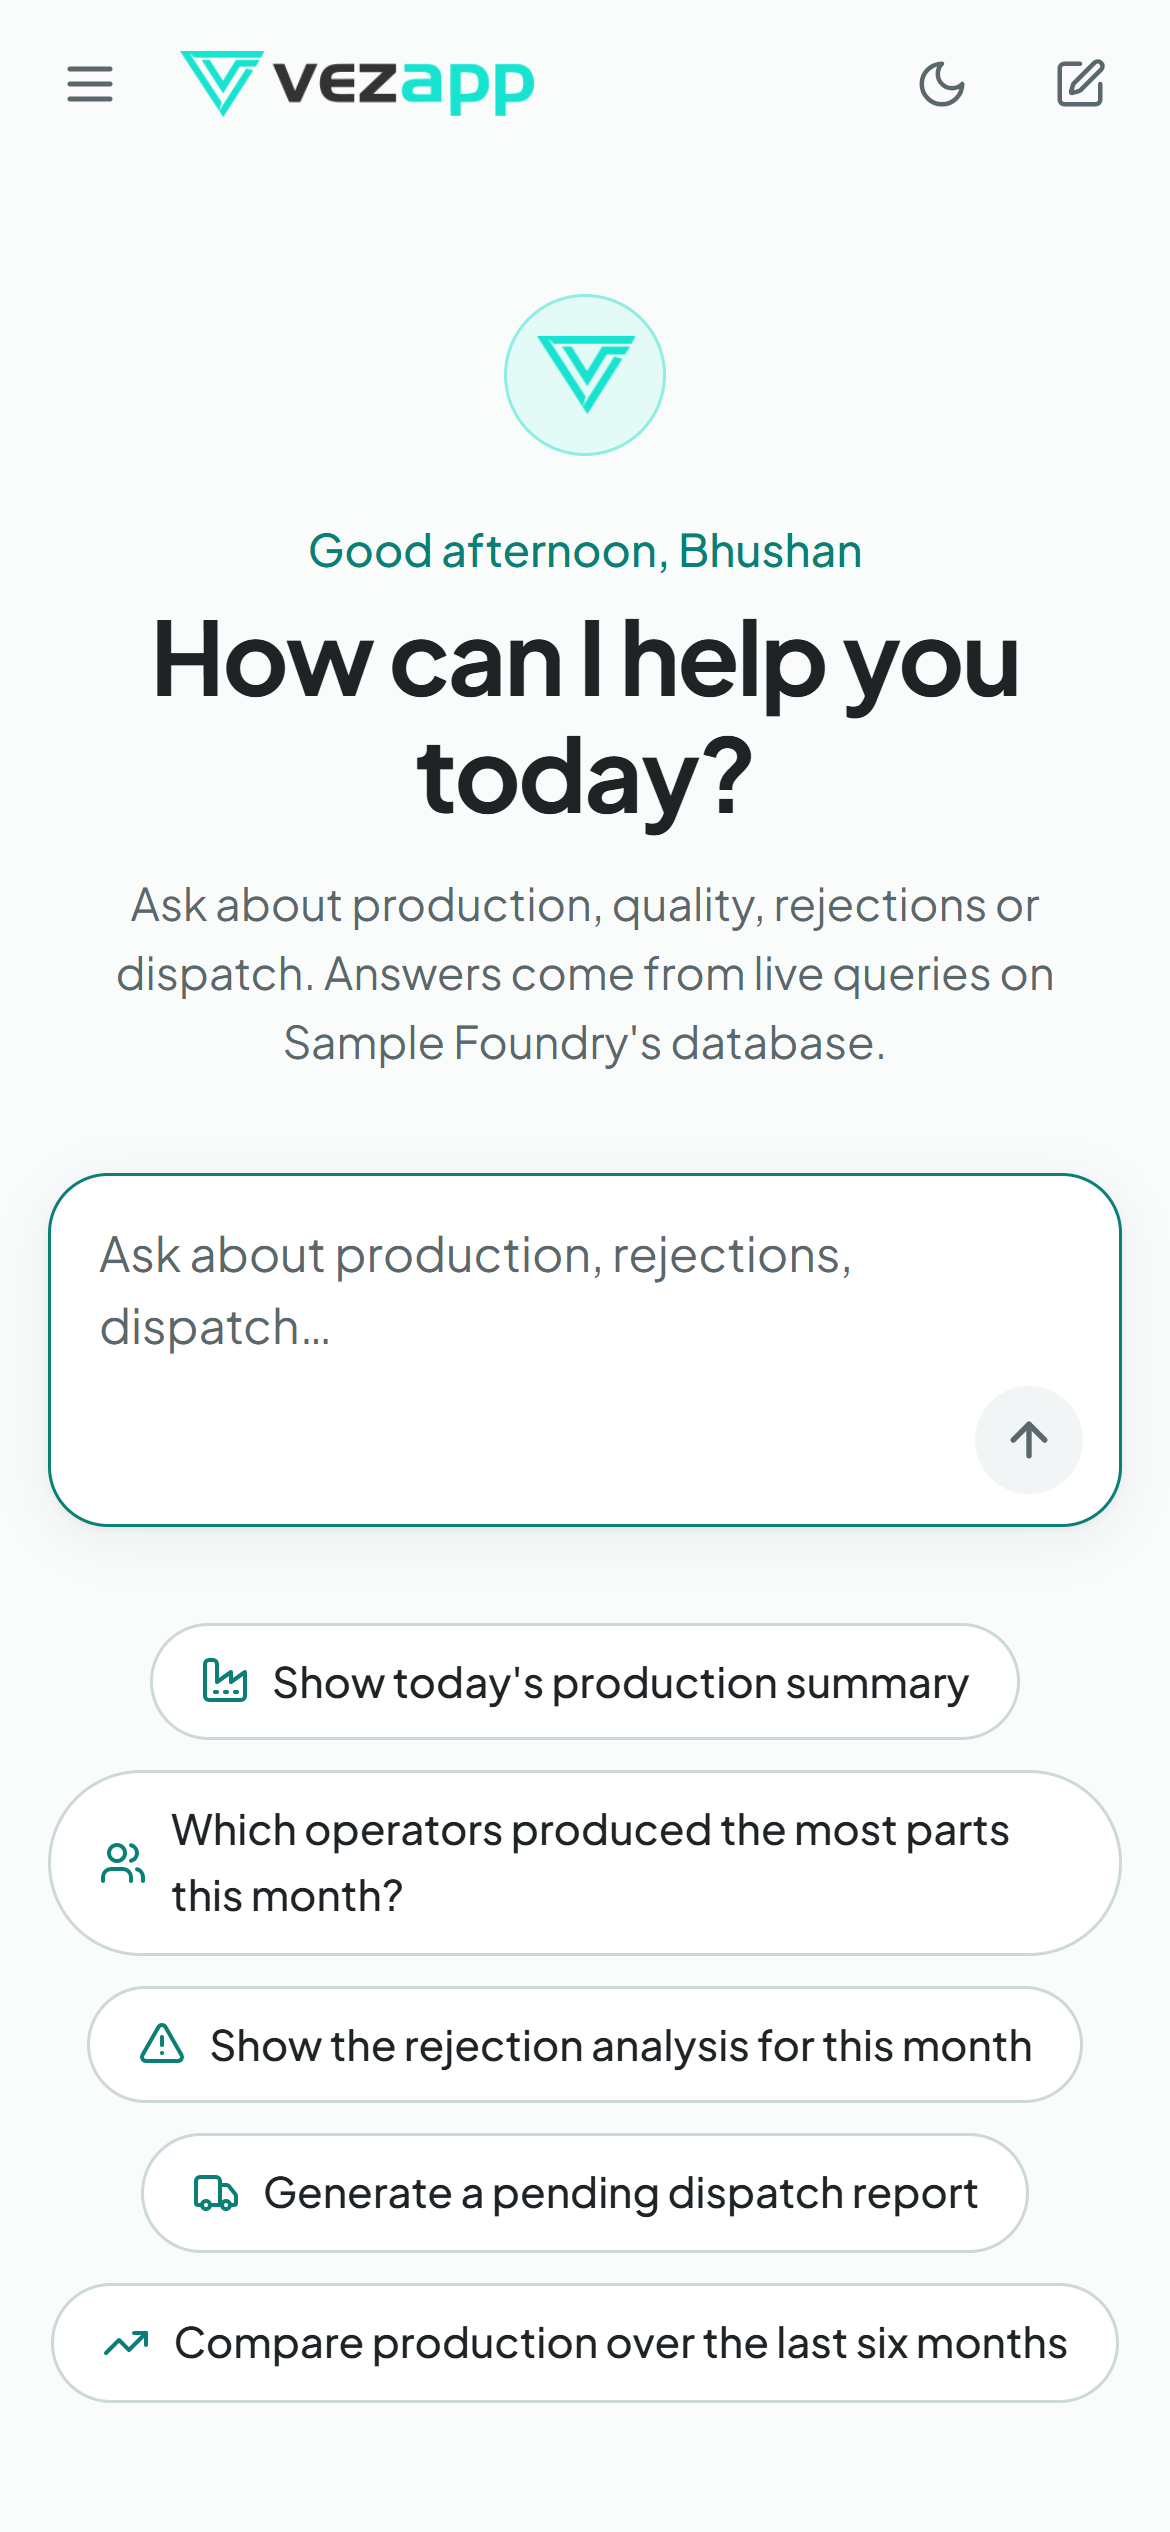 vezapp
Good afternoon, Bhushan
How can I help you
today?
Ask about production, quality, rejections or
dispatch. Answers come from live queries on
Sample Foundry's database.
Ask about production, rejections,
dispatch…
Show today's production summary
Which operators produced the most parts
this month?
Show the rejection analysis for this month
Generate a pending dispatch report
Compare production over the last six months